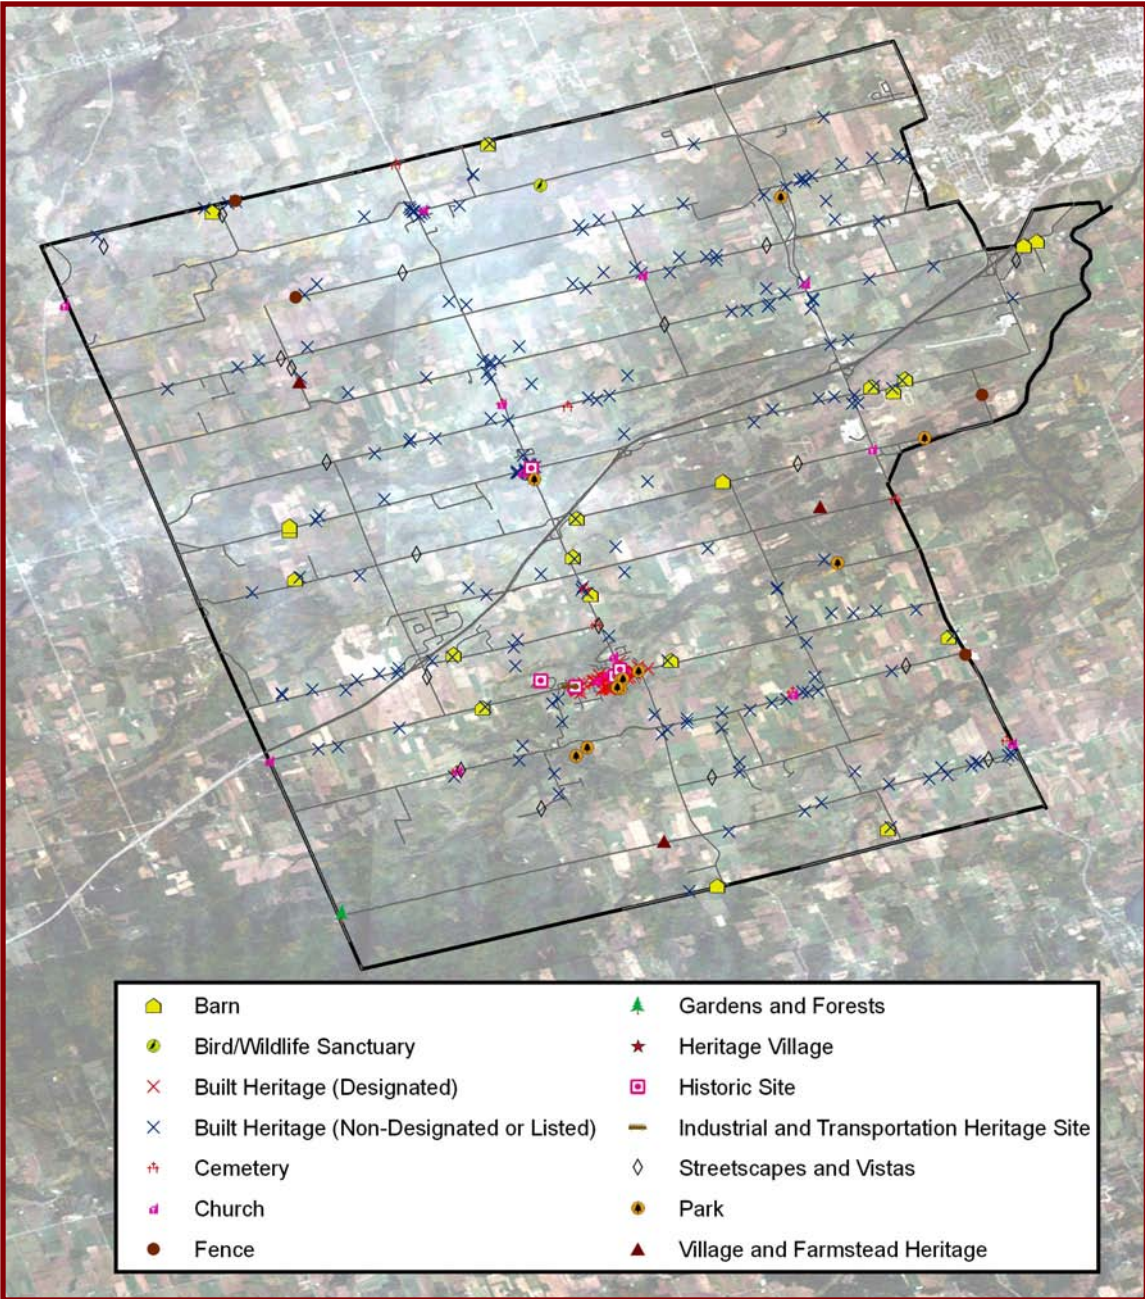 Barn
Bird/Wildlife Sanctuary
Built Heritage (Designated)
Built Heritage (Non-Designated or Listed)
Cemetery
Church
Fence
Gardens and Forests
Heritage Village
Historic Site
Industrial and Transportation Heritage Site
Streetscapes and Vistas
Park
Village and Farmstead Heritage